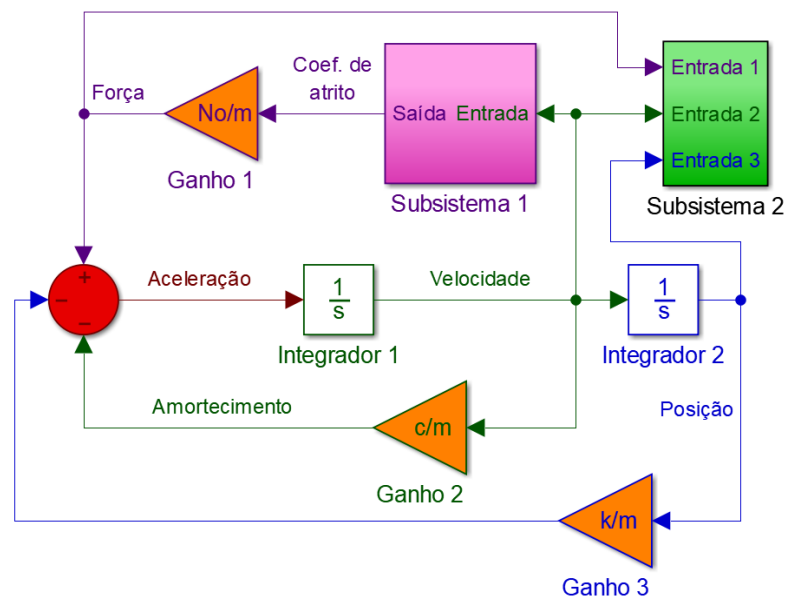 Força
No/m
Ganho 1
Coef. de
atrito
Saída Entrada
Subsistema 1
Entrada 1
Entrada 2
Entrada 3
Subsistema 2
+
−
−
Aceleração
1
s
Integrador 1
Velocidade
1
s
Integrador 2
Amortecimento
c/m
Ganho 2
Posição
k/m
Ganho 3